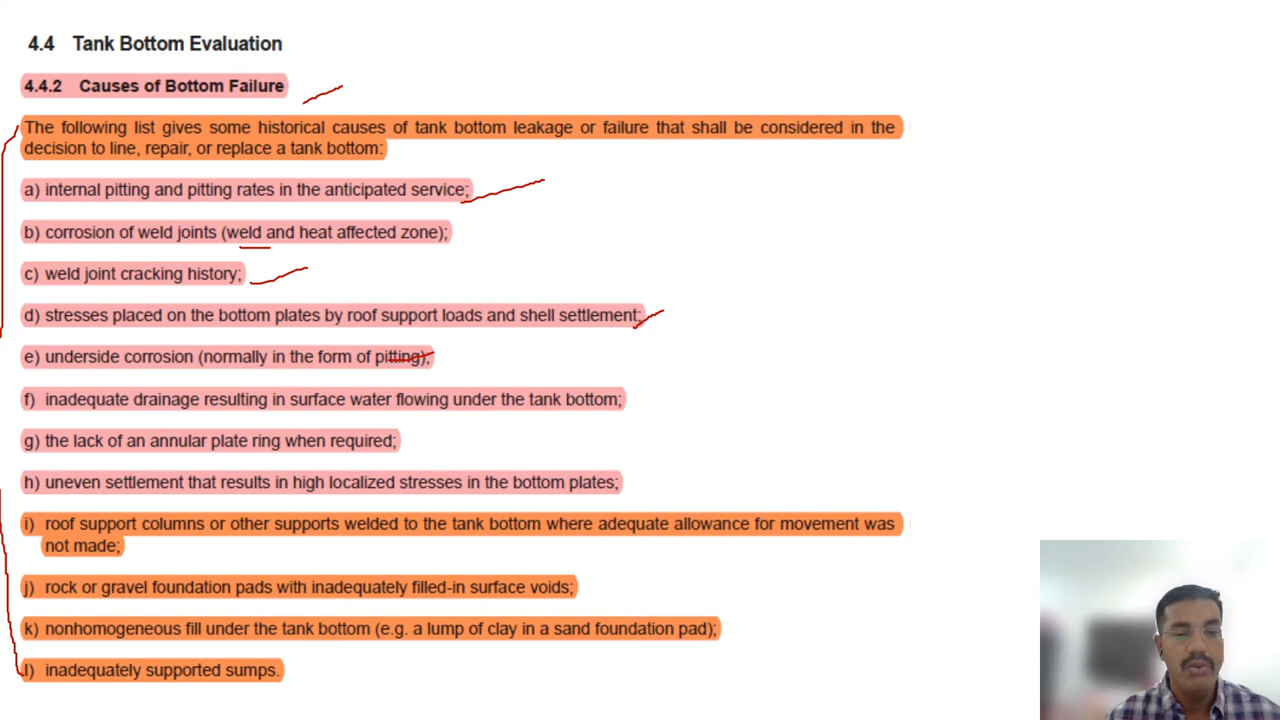 4.4 Tank Bottom Evaluation
4.4.2 Causes of Bottom Failure
The following list gives some historical causes of tank bottom leakage or failure that shall be considered in the
decision to line, repair, or replace a tank bottom:
a) internal pitting and pitting rates in the anticipated service;
b) corrosion of weld joints (weld and heat affected zone);
c) weld joint cracking history;
d) stresses placed on the bottom plates by roof support loads and shell settlement;
e) underside corrosion (normally in the form of pitting);
f) inadequate drainage resulting in surface water flowing under the tank bottom;
g) the lack of an annular plate ring when required;
h) uneven settlement that results in high localized stresses in the bottom plates;
i) roof support columns or other supports welded to the tank bottom where adequate allowance for movement was
not made;
j) rock or gravel foundation pads with inadequately filled-in surface voids;
k) nonhomogeneous fill under the tank bottom (e.g. a lump of clay in a sand foundation pad);
l) inadequately supported sumps.